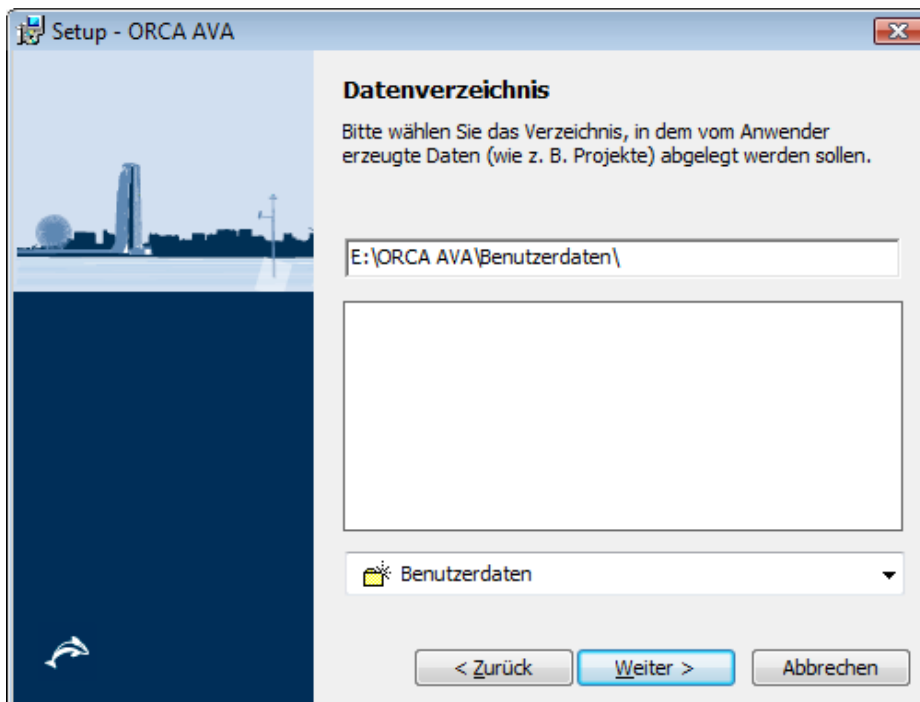 Setup - ORCA AVA
Datenverzeichnis
Bitte wählen Sie das Verzeichnis, in dem vom Anwender
erzeugte Daten (wie z. B. Projekte) abgelegt werden sollen.
E:\ORCA AVA\Benutzerdaten\
Benutzerdaten
< Zurück
Weiter >
Abbrechen